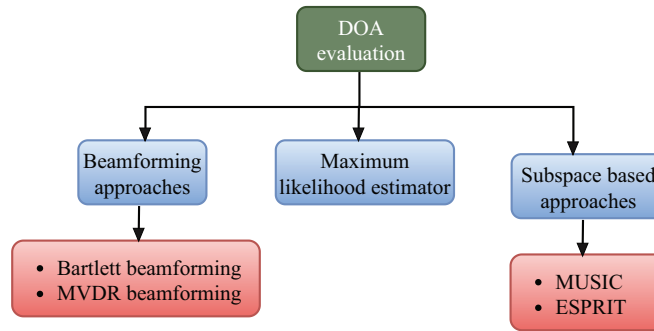 DOA
evaluation
Beamforming
approaches
Maximum
likelihood estimator
Subspace based
approaches
• Bartlett beamforming
• MVDR beamforming
• MUSIC
• ESPRIT